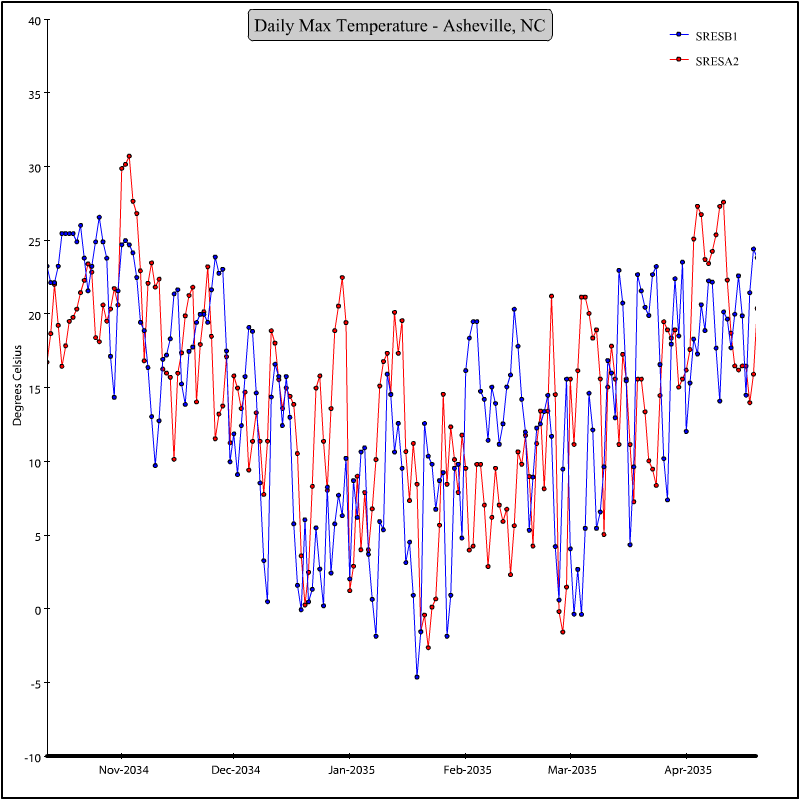 Daily Max Temperature - Asheville, NC
SRESB1
SRESA2
40
35
30
25
20
15
10
5
0
-5
-10
Degrees Celsius
Nov-2034 Dec-2034 Jan-2035 Feb-2035 Mar-2035 Apr-2035